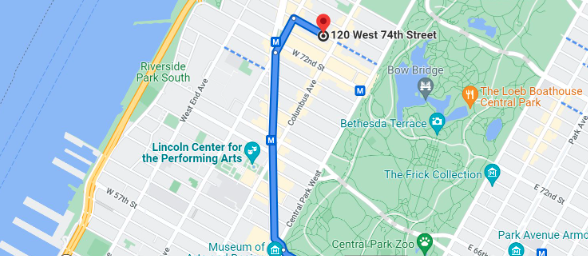 120 West 74th Street
Riverside
Park South
W 72nd St
Bow Bridge
West End Ave
Columbus Ave
The Loeb Boathouse
Central Park
Bethesda Terrace
Park Ave
Lincoln Center for
the Performing Arts
W 57th St
Central Park West
The Frick Collection
E 72nd St
Museum of
Central Park Zoo
Park Avenue Armo
E 66th
M
M
M